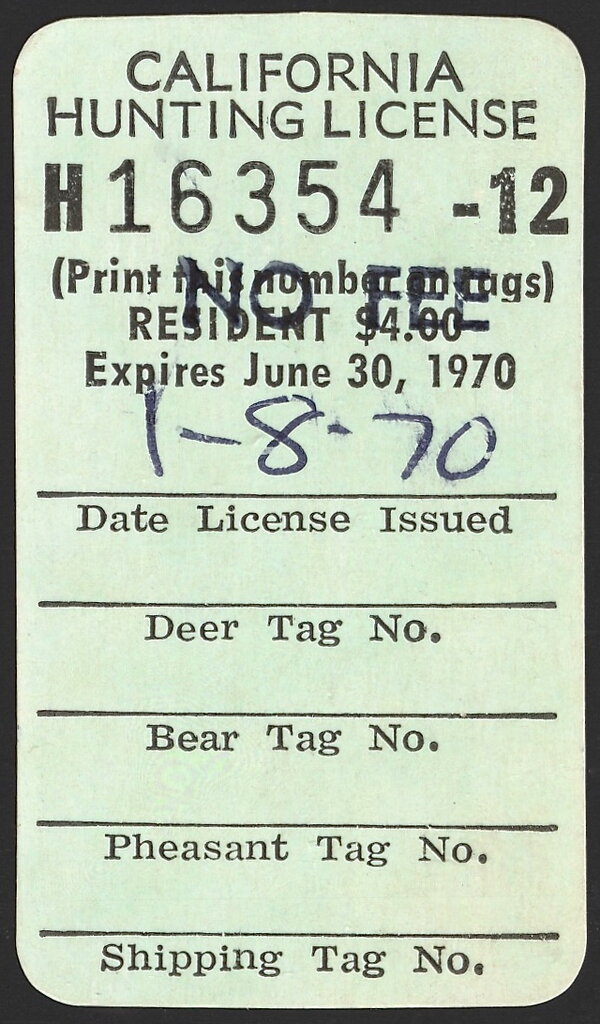 CALIFORNIA
HUNTING LICENSE
H16354 -12
(Print this number on tags)
NO FEE
RESIDENT $4.00
Expires June 30, 1970
1-8-70
Date License Issued
Deer Tag No.
Bear Tag No.
Pheasant Tag No.
Shipping Tag No.